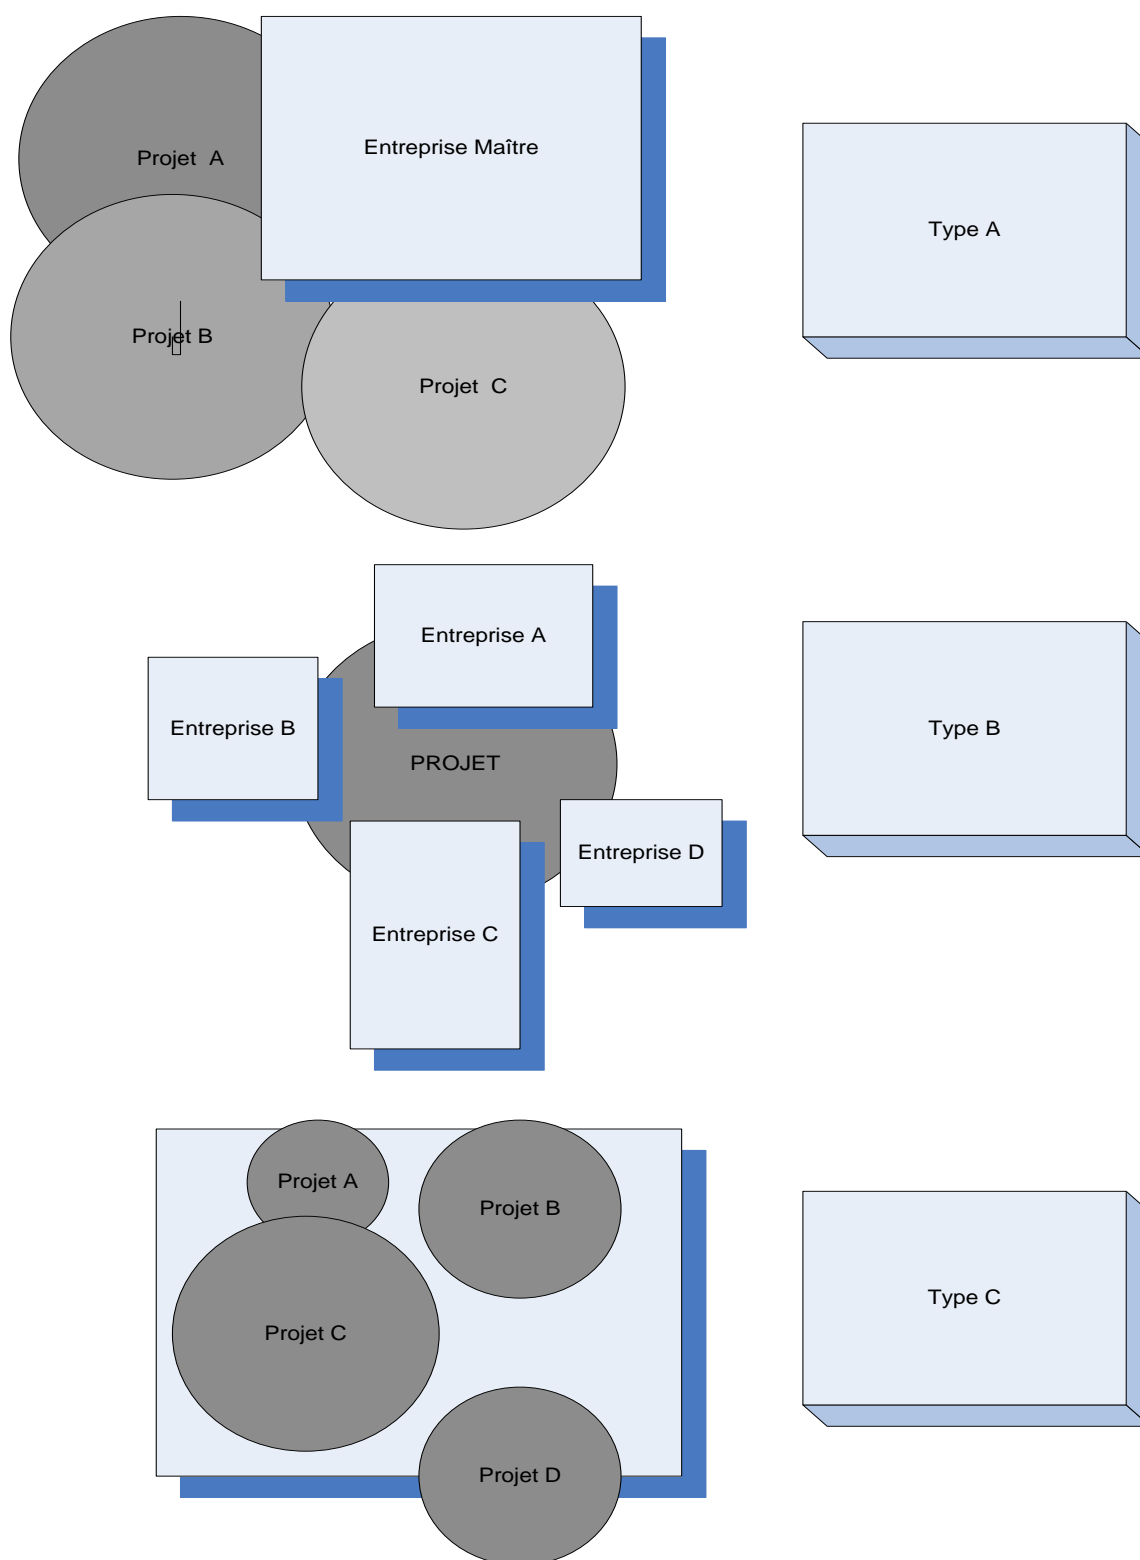 Projet  A
Entreprise Maître
Type A
Projet B
Projet  C
Entreprise A
Entreprise B
PROJET
Type B
Entreprise D
Entreprise C
Projet A
Projet B
Type C
Projet C
Projet D